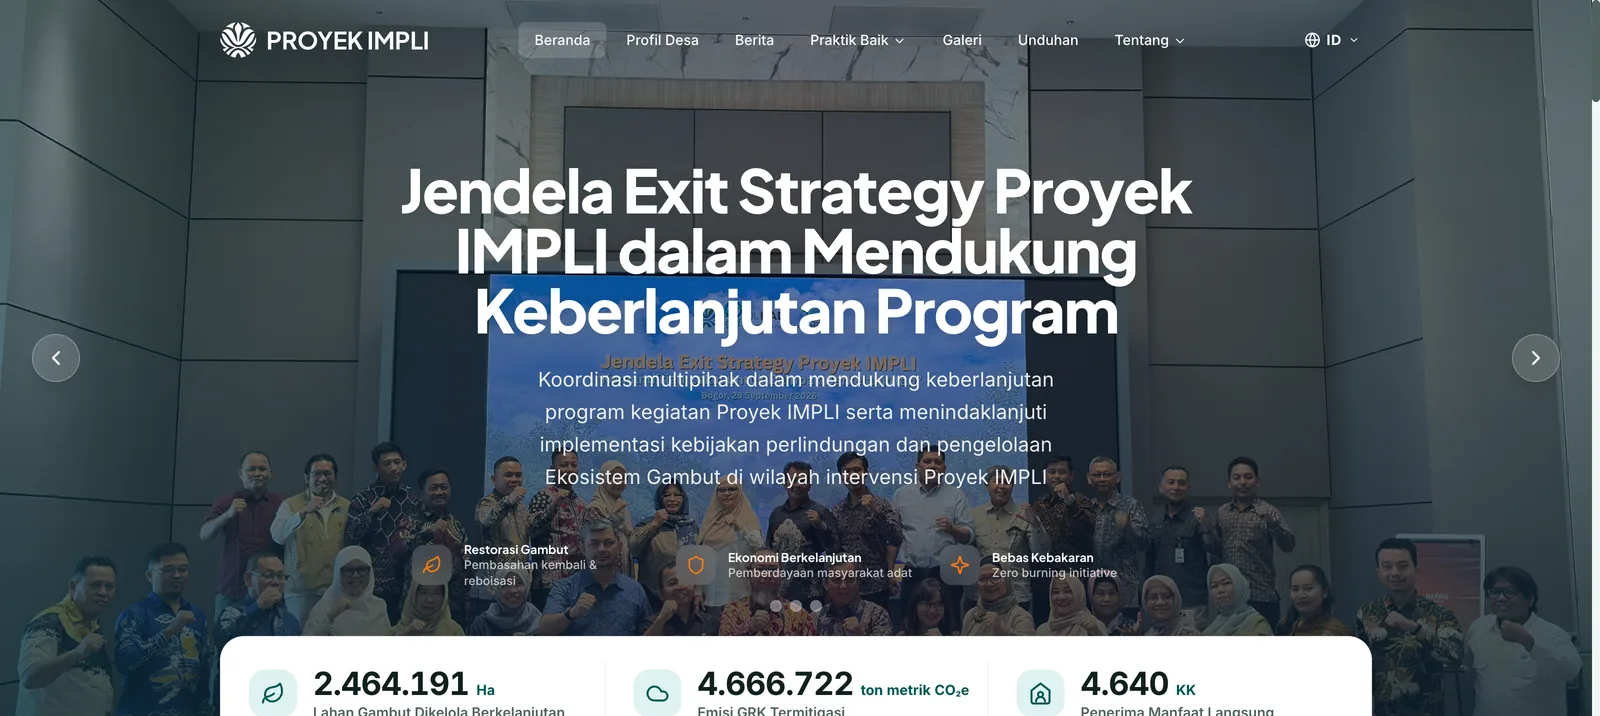 PROYEK IMPLI
Beranda
Profil Desa
Berita
Praktik Baik
Galeri
Unduhan
Tentang
ID
Jendela Exit Strategy Proyek
IMPLI dalam Mendukung
Keberlanjutan Program
Jendela Exit Strategy Proyek IMPLI
Koordinasi multipihak dalam mendukung keberlanjutan
Bogor, 29 September 2025
program kegiatan Proyek IMPLI serta menindaklanjuti
implementasi kebijakan perlindungan dan pengelolaan
Ekosistem Gambut di wilayah intervensi Proyek IMPLI
Restorasi Gambut
Pembasahan kembali &
reboisasi
Ekonomi Berkelanjutan
Pemberdayaan masyarakat adat
Bebas Kebakaran
Zero burning initiative
2.464.191 Ha
Lahan Gambut Dikelola Berkelanjutan
4.666.722 ton metrik CO₂e
Emisi GRK Termitigasi
4.640 KK
Penerima Manfaat Langsung